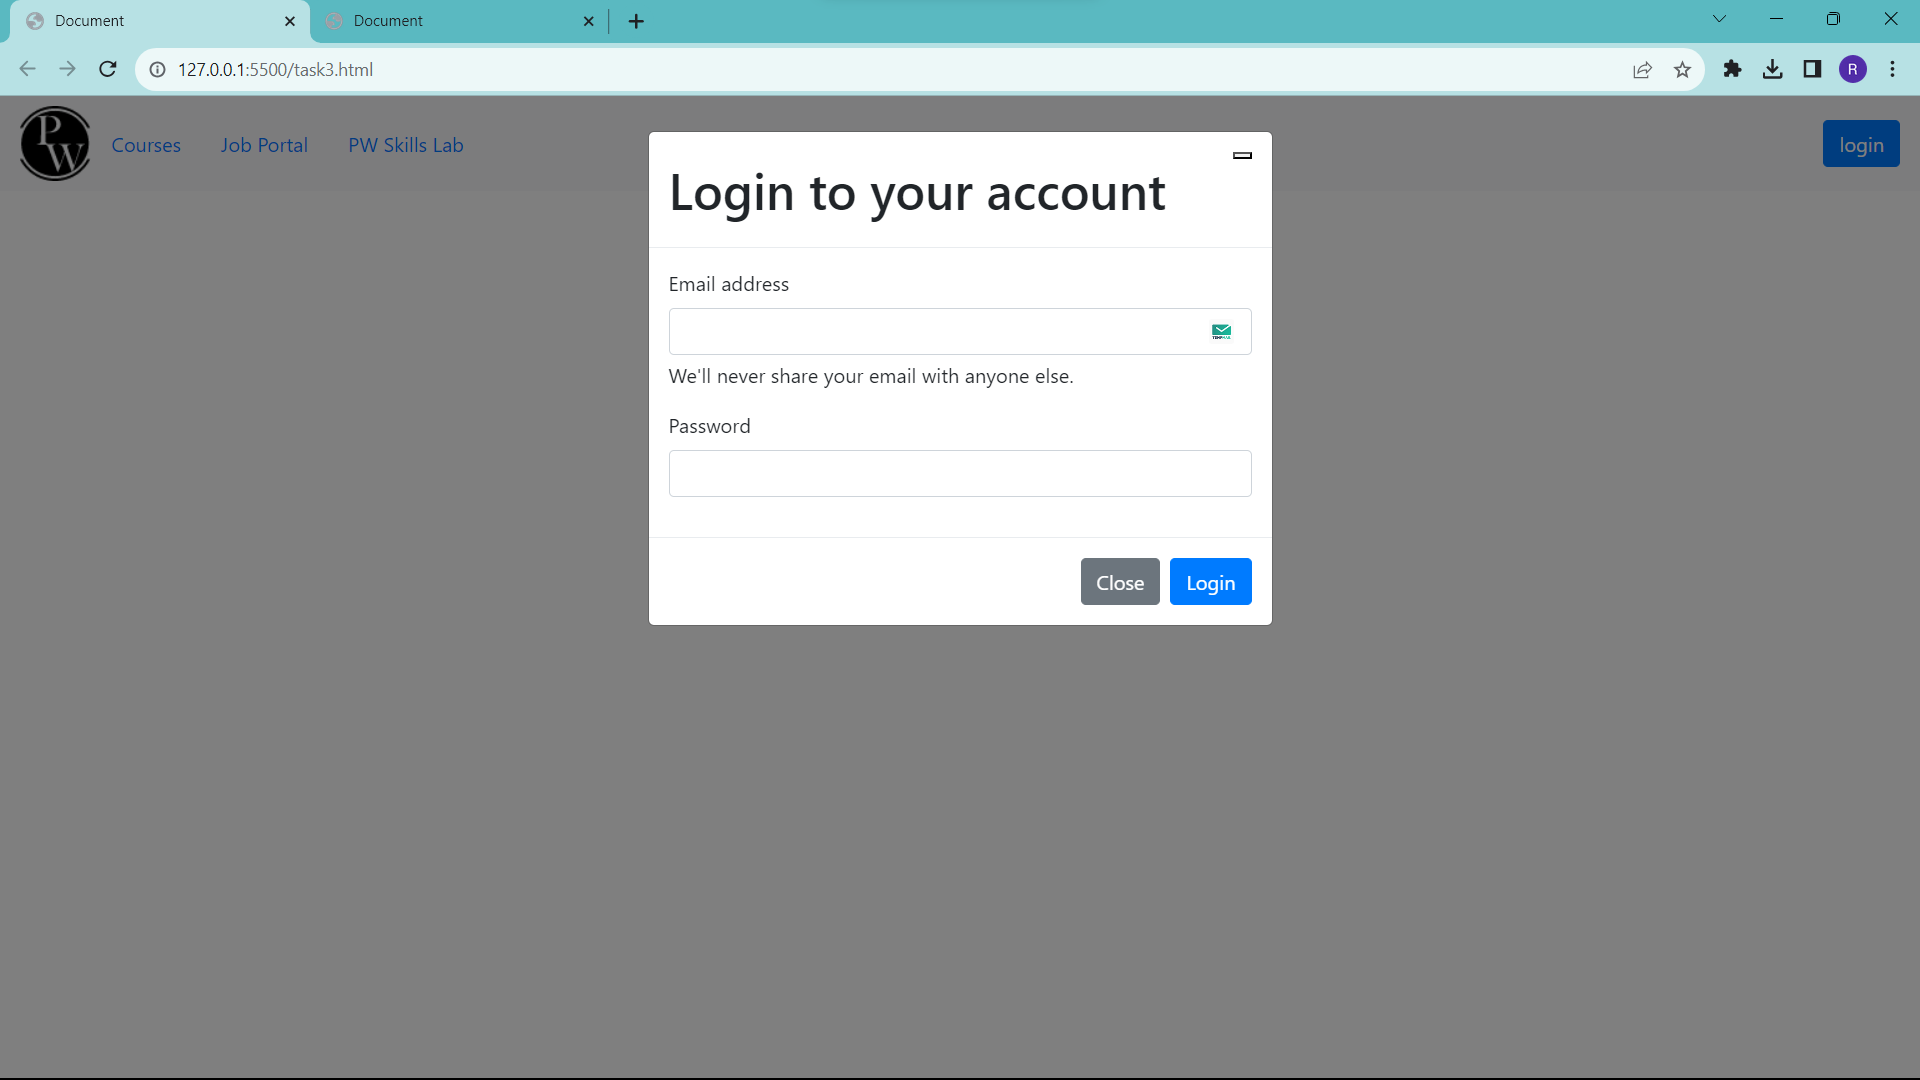 Document
Document
127.0.0.1:5500/task3.html
R
PW
Courses
Job Portal
PW Skills Lab
login
Login to your account
Email address
We'll never share your email with anyone else.
Password
Close
Login